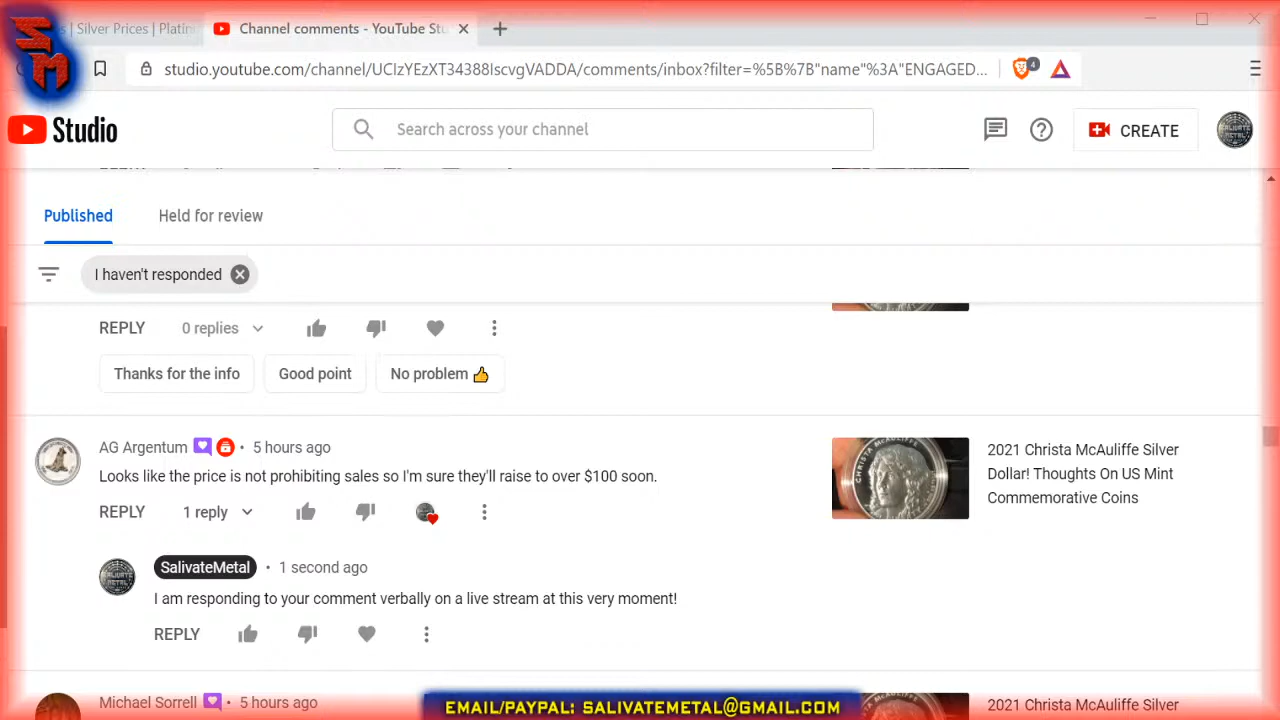 SM
s | Silver Prices | Platin
Channel comments - YouTube Stu
studio.youtube.com/channel/UCIzYEzXT34388IscvgVADDA/comments/inbox?filter=%5B%7B"name"%3A"ENGAGED...
4
Studio
Search across your channel
CREATE
Published
Held for review
I haven't responded
REPLY
0 replies
Thanks for the info
Good point
No problem 👍
AG Argentum • 5 hours ago
Looks like the price is not prohibiting sales so I'm sure they'll raise to over $100 soon.
REPLY
1 reply
CHRISTA McAULIFFE
2021 Christa McAuliffe Silver
Dollar! Thoughts On US Mint
Commemorative Coins
SalivateMetal • 1 second ago
I am responding to your comment verbally on a live stream at this very moment!
REPLY
Michael Sorrell • 5 hours ago
2021 Christa McAuliffe Silver
EMAIL/PAYPAL: SALIVATEMETAL@GMAIL.COM